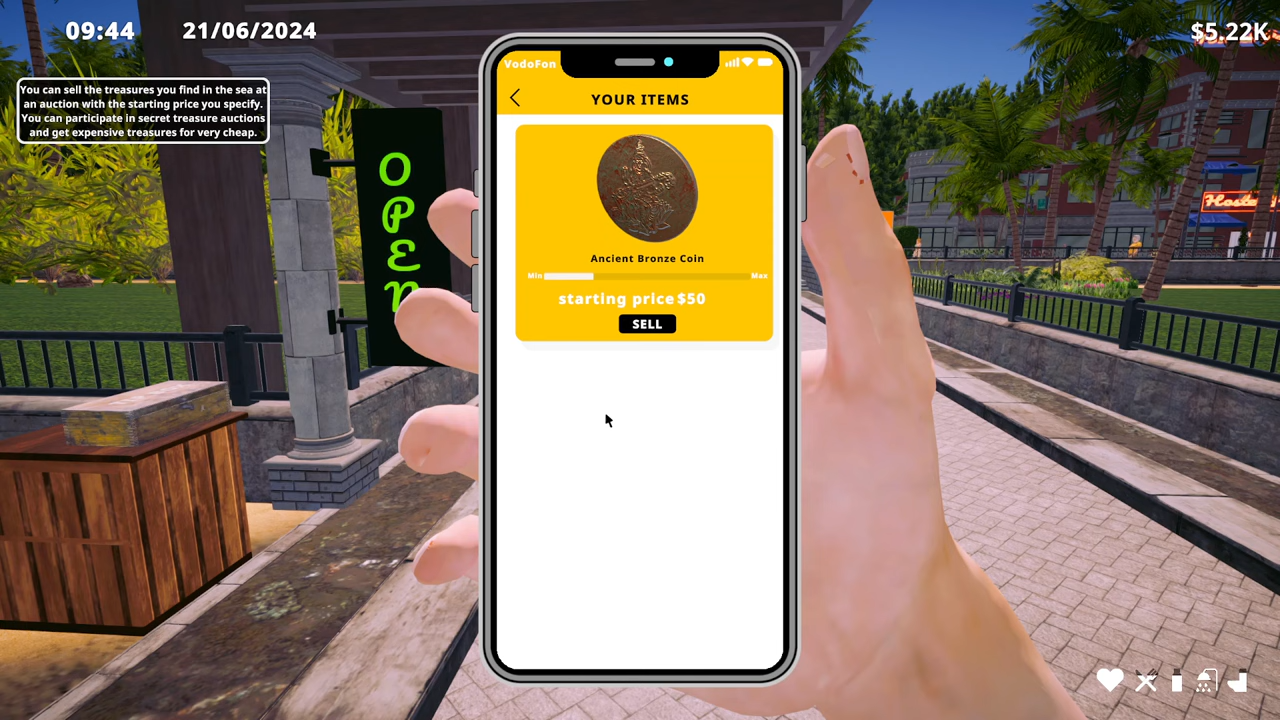 09:44 21/06/2024
$5.22K
You can sell the treasures you find in the sea at
an auction with the starting price you specify.
You can participate in secret treasure auctions
and get expensive treasures for very cheap.
OPEN
VodoFon
YOUR ITEMS
Ancient Bronze Coin
Min Max
starting price $50
SELL